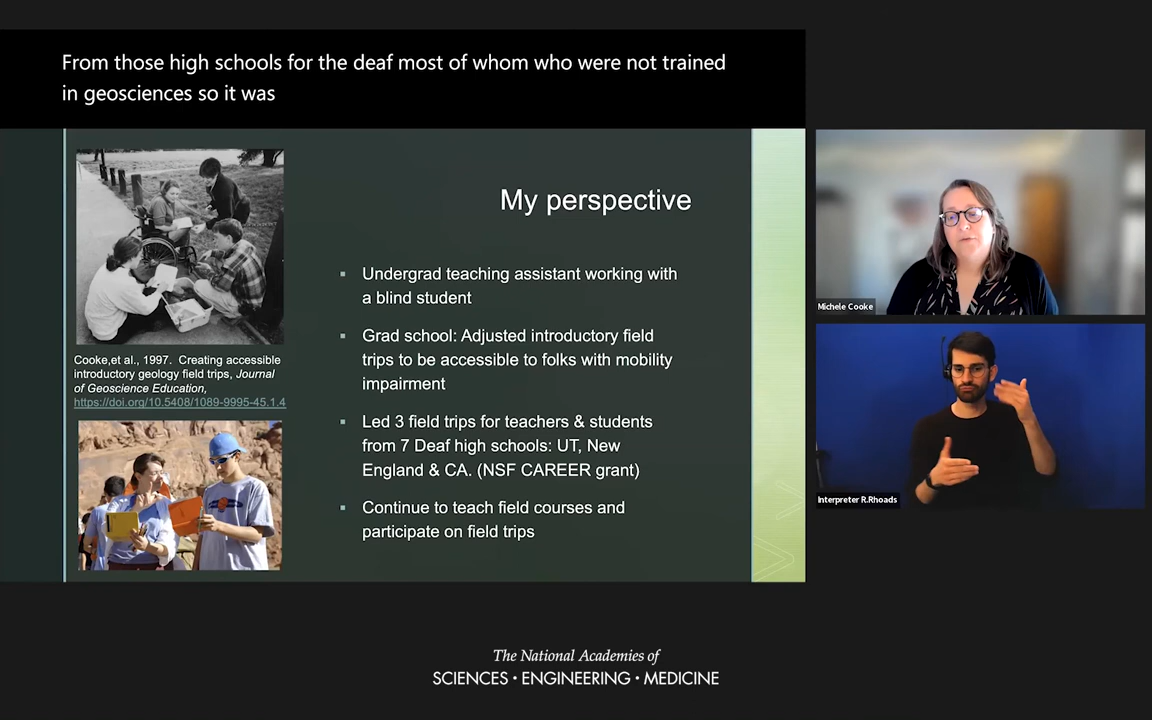 From those high schools for the deaf most of whom who were not trained
in geosciences so it was
My perspective
Cooke,et al., 1997. Creating accessible
introductory geology field trips, Journal
of Geoscience Education,
https://doi.org/10.5408/1089-9995-45.1.4
▪ Undergrad teaching assistant working with
a blind student
▪ Grad school: Adjusted introductory field
trips to be accessible to folks with mobility
impairment
▪ Led 3 field trips for teachers & students
from 7 Deaf high schools: UT, New
England & CA. (NSF CAREER grant)
▪ Continue to teach field courses and
participate on field trips
Michele Cooke
Interpreter R.Rhoads
The National Academies of
SCIENCES • ENGINEERING • MEDICINE